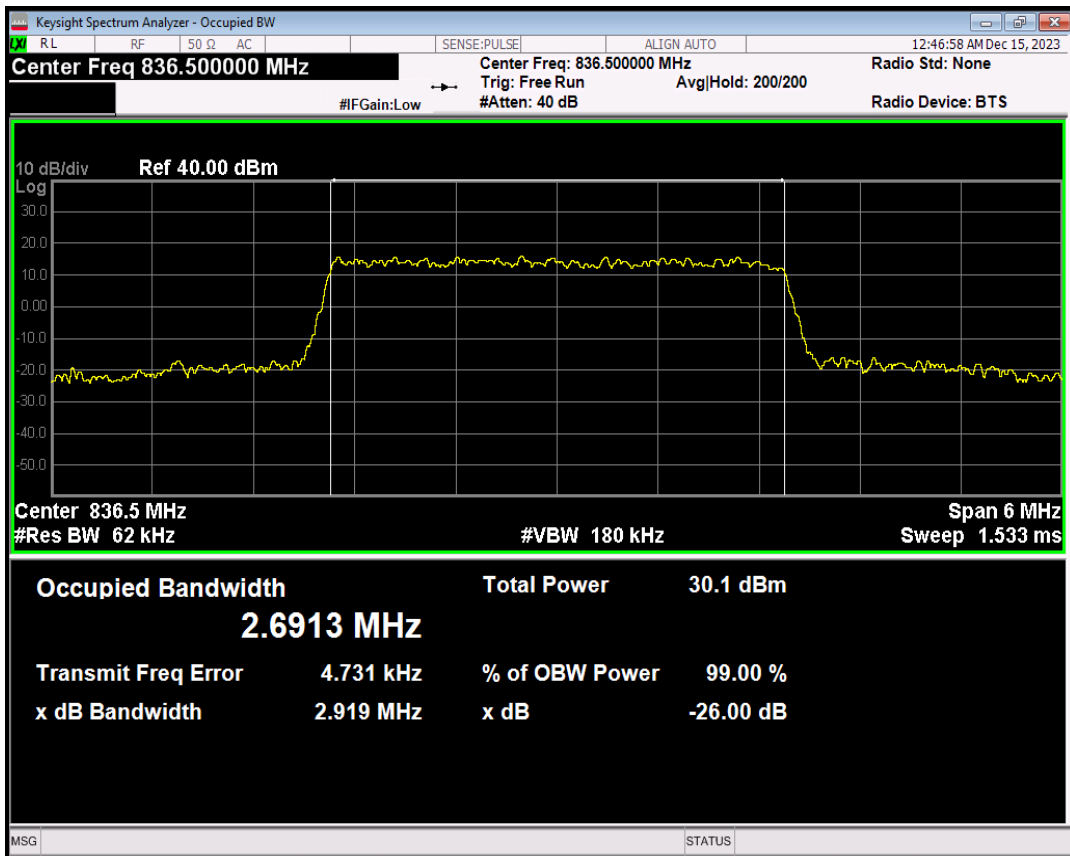 Keysight Spectrum Analyzer - Occupied BW
LXI RL RF 50 Ω AC SENSE:PULSE ALIGN AUTO 12:46:58 AM Dec 15, 2023
Center Freq 836.500000 MHz
Center Freq: 836.500000 MHz
Radio Std: None
Trig: Free Run
Avg|Hold: 200/200
#IFGain:Low
#Atten: 40 dB
Radio Device: BTS
10 dB/div Ref 40.00 dBm
Log
30.0
20.0
10.0
0.00
-10.0
-20.0
-30.0
-40.0
-50.0
Center 836.5 MHz
Span 6 MHz
#Res BW 62 kHz
#VBW 180 kHz
Sweep 1.533 ms
Occupied Bandwidth
Total Power 30.1 dBm
2.6913 MHz
Transmit Freq Error 4.731 kHz
% of OBW Power 99.00 %
x dB Bandwidth 2.919 MHz
x dB -26.00 dB
MSG
STATUS